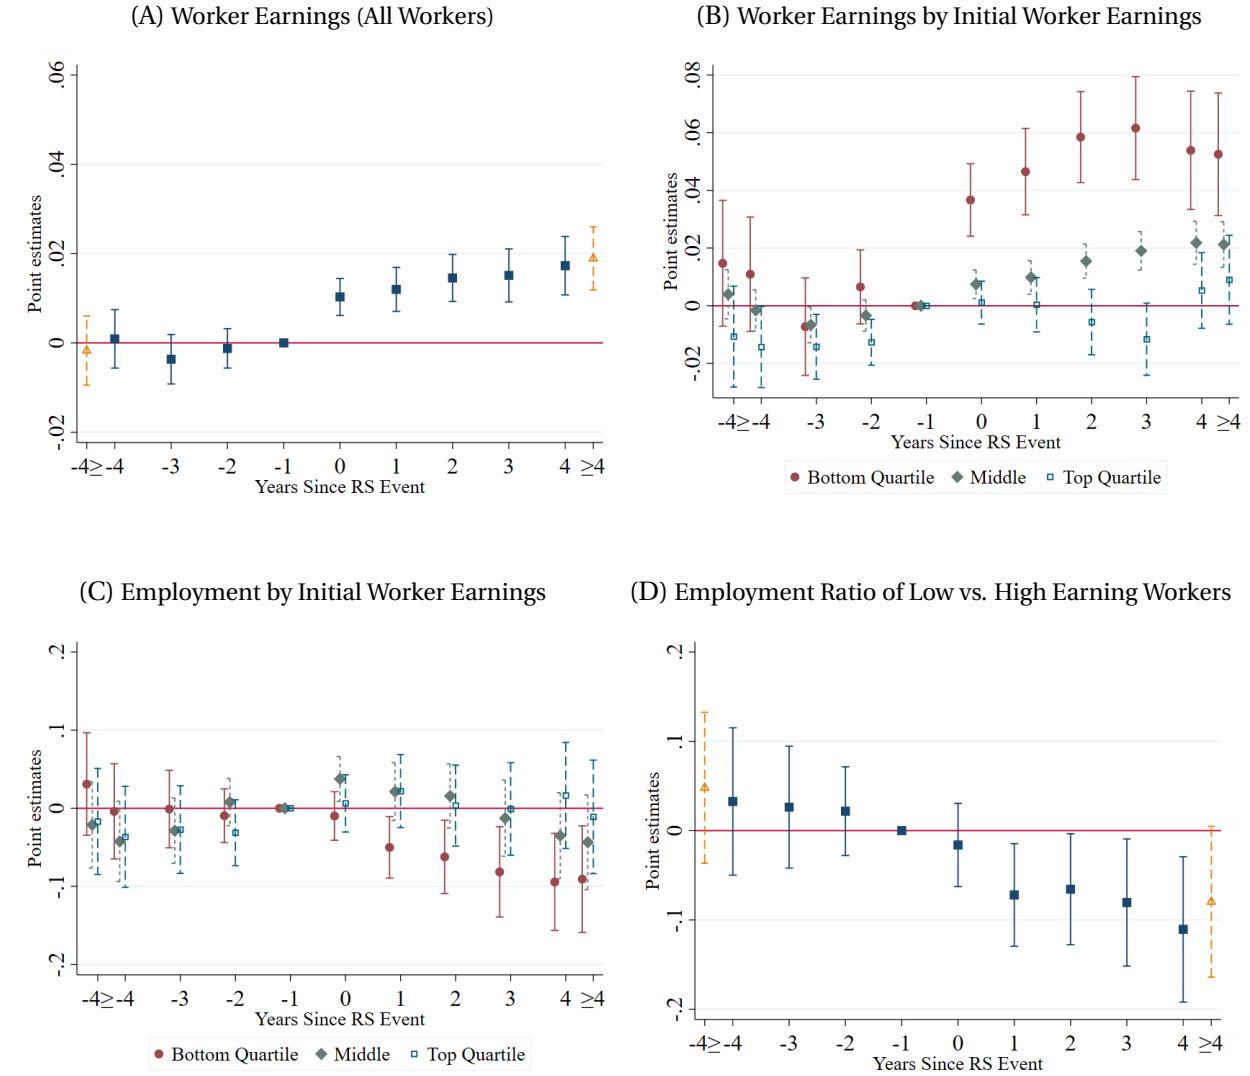 (A) Worker Earnings (All Workers)
Point estimates
.06
.04
.02
0
-.02
-4≥ -4 -3 -2 -1 0 1 2 3 4 ≥4
Years Since RS Event
(B) Worker Earnings by Initial Worker Earnings
Point estimates
.08
.06
.04
.02
0
-.02
-4≥ -4 -3 -2 -1 0 1 2 3 4 ≥4
Years Since RS Event
Bottom Quartile Middle Top Quartile
(C) Employment by Initial Worker Earnings
Point estimates
.2
.1
0
-.1
-.2
-4≥ -4 -3 -2 -1 0 1 2 3 4 ≥4
Years Since RS Event
Bottom Quartile Middle Top Quartile
(D) Employment Ratio of Low vs. High Earning Workers
Point estimates
.2
.1
0
-.1
-.2
-4≥ -4 -3 -2 -1 0 1 2 3 4 ≥4
Years Since RS Event